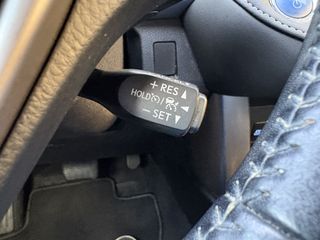 + RES ▲
HOLD / ◄
− SET ▼